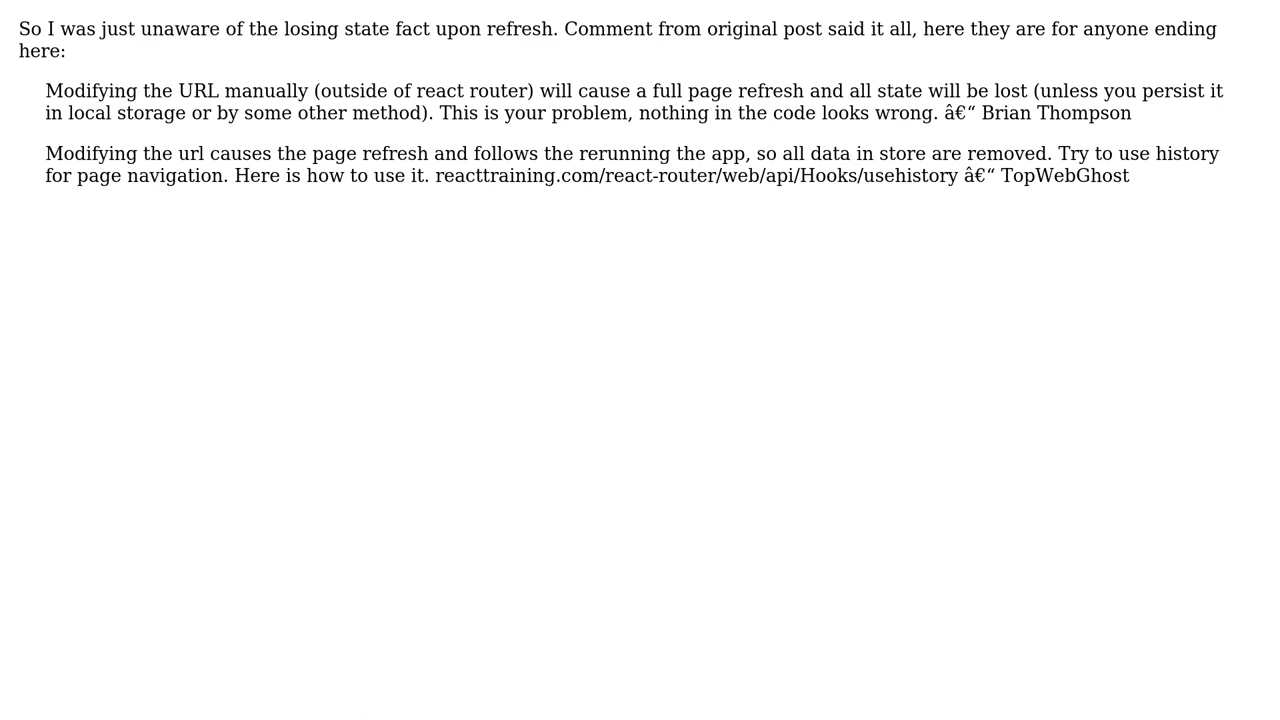 So I was just unaware of the losing state fact upon refresh. Comment from original post said it all, here they are for anyone ending
here:
Modifying the URL manually (outside of react router) will cause a full page refresh and all state will be lost (unless you persist it
in local storage or by some other method). This is your problem, nothing in the code looks wrong. â€“ Brian Thompson
Modifying the url causes the page refresh and follows the rerunning the app, so all data in store are removed. Try to use history
for page navigation. Here is how to use it. reacttraining.com/react-router/web/api/Hooks/usehistory â€“ TopWebGhost